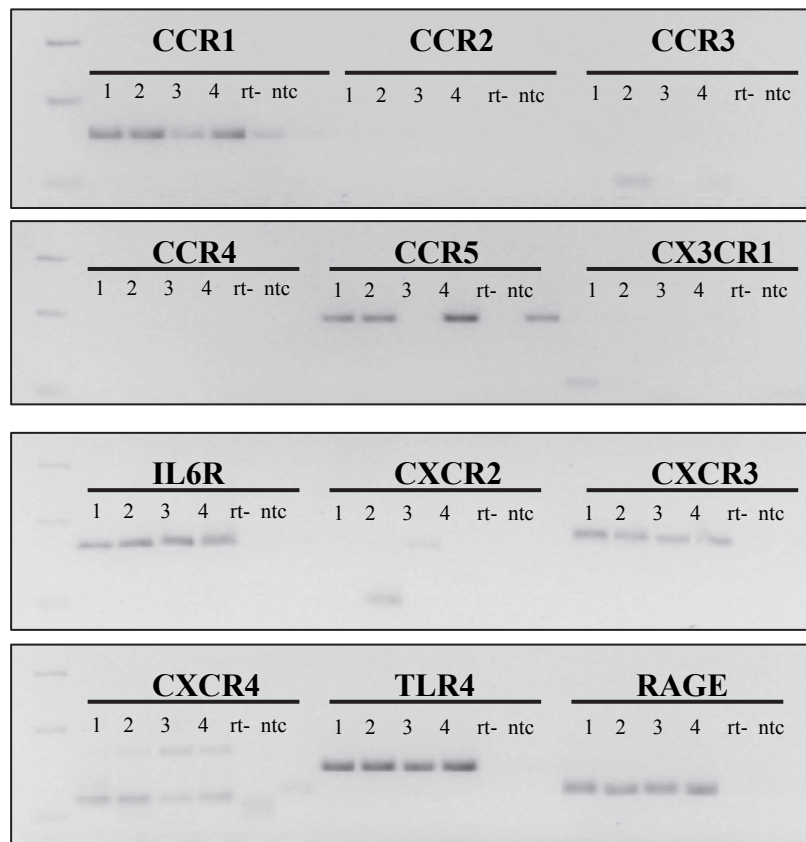 CCR1 CCR2 CCR3
1 2 3 4 rt- ntc 1 2 3 4 rt- ntc 1 2 3 4 rt- ntc
CCR4 CCR5 CX3CR1
1 2 3 4 rt- ntc 1 2 3 4 rt- ntc 1 2 3 4 rt- ntc
IL6R CXCR2 CXCR3
1 2 3 4 rt- ntc 1 2 3 4 rt- ntc 1 2 3 4 rt- ntc
CXCR4 TLR4 RAGE
1 2 3 4 rt- ntc 1 2 3 4 rt- ntc 1 2 3 4 rt- ntc